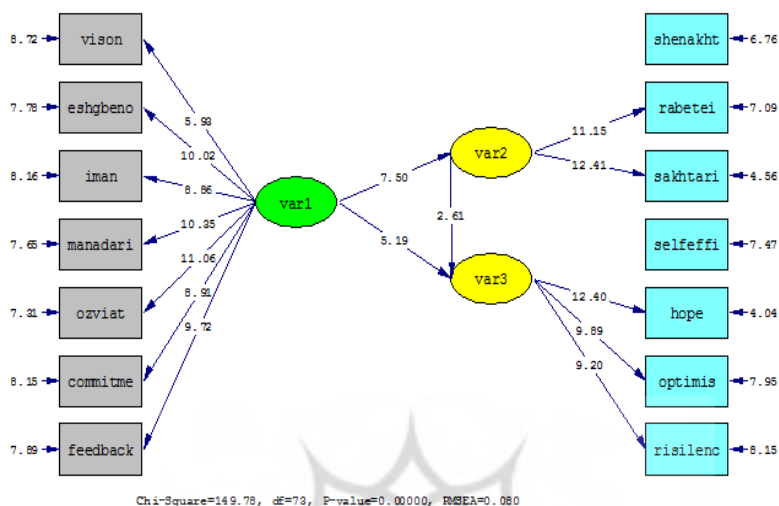 8.72 vison
7.78 eshgbeno
8.16 iman
7.65 manadari
7.31 ozviat
8.15 commitme
7.89 feedback
5.93
10.02
8.86
10.35
11.06
8.91
9.72
var1
7.50
5.19
var2
2.61
var3
11.15
12.41
12.40
9.89
9.20
shenakht 6.76
rabetei 7.09
sakhtari 4.56
selfeffi 7.47
hope 4.04
optimis 7.95
risilenc 8.15
Chi-Square=149.78, df=73, P-value=0.00000, RMSEA=0.080